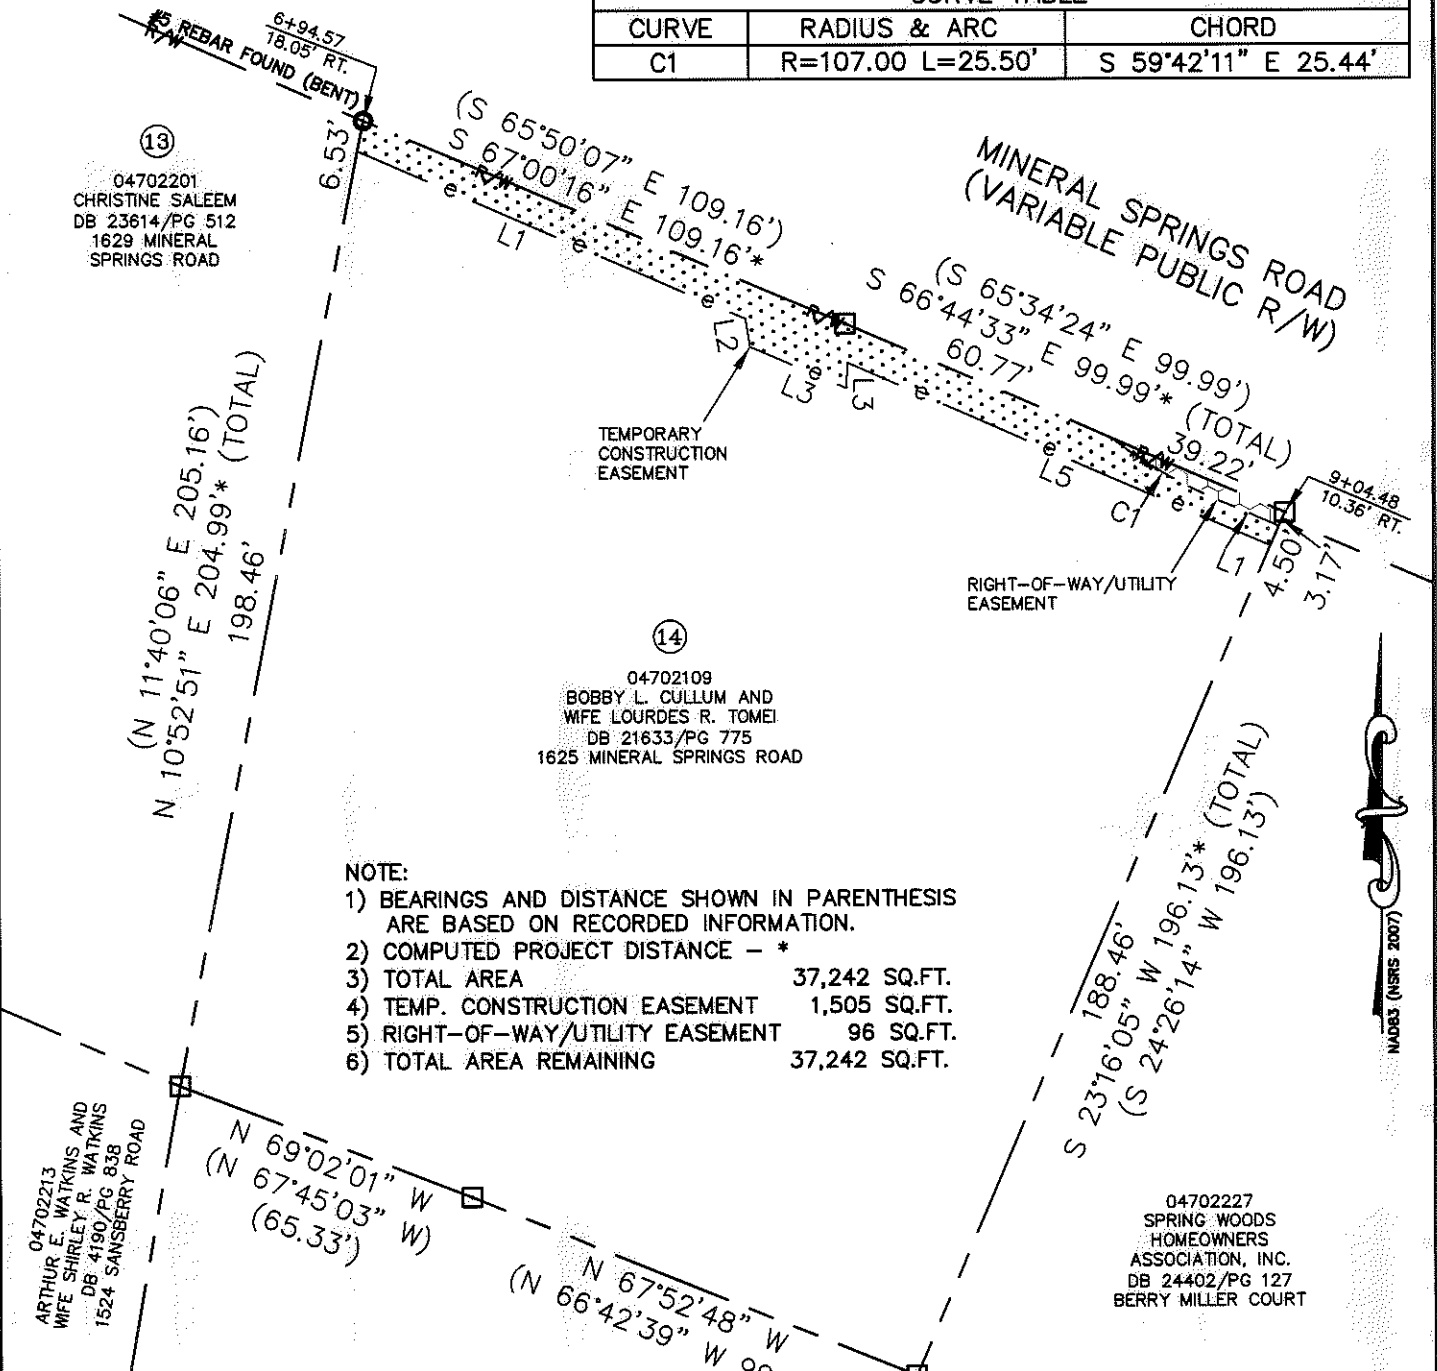 CURVE TABLE
CURVE RADIUS & ARC CHORD
C1 R=107.00 L=25.50' S 59°42'11" E 25.44'
6+94.57
18.05' RT.
#5 REBAR FOUND (BENT)
R/W
13
04702201
CHRISTINE SALEEM
DB 23614/PG 512
1629 MINERAL
SPRINGS ROAD
6.53'
(S 65°50'07" E 109.16')
S 67°00'16" E 109.16'*
R/W
e
L1
e
e
L2
L3
e
L3
TEMPORARY
CONSTRUCTION
EASEMENT
MINERAL SPRINGS ROAD
(VARIABLE PUBLIC R/W)
(S 65°34'24" E 99.99')
S 66°44'33" E 99.99'* (TOTAL)
60.77'
39.22'
R/W
R/W
e
e
L5
C1
e
L1
9+04.48
10.36' RT.
4.50'
3.17'
RIGHT-OF-WAY/UTILITY
EASEMENT
(N 11°40'06" E 205.16')
N 10°52'51" E 204.99'* (TOTAL)
198.46'
14
04702109
BOBBY L. CULLUM AND
WIFE LOURDES R. TOMEI
DB 21633/PG 775
1625 MINERAL SPRINGS ROAD
188.46'
S 23°16'05" W 196.13'* (TOTAL)
(S 24°26'14" W 196.13')
NAD83 (NSRS 2007)
NOTE:
1) BEARINGS AND DISTANCE SHOWN IN PARENTHESIS
ARE BASED ON RECORDED INFORMATION.
2) COMPUTED PROJECT DISTANCE - *
3) TOTAL AREA 37,242 SQ.FT.
4) TEMP. CONSTRUCTION EASEMENT 1,505 SQ.FT.
5) RIGHT-OF-WAY/UTILITY EASEMENT 96 SQ.FT.
6) TOTAL AREA REMAINING 37,242 SQ.FT.
04702213
ARTHUR E. WATKINS AND
WIFE SHIRLEY R. WATKINS
DB 4190/PG 838
1524 SANSBERRY ROAD
N 69°02'01" W
(N 67°45'03" W)
(65.33')
N 67°52'48" W
(N 66°42'39" W 99
04702227
SPRING WOODS
HOMEOWNERS
ASSOCIATION, INC.
DB 24402/PG 127
BERRY MILLER COURT